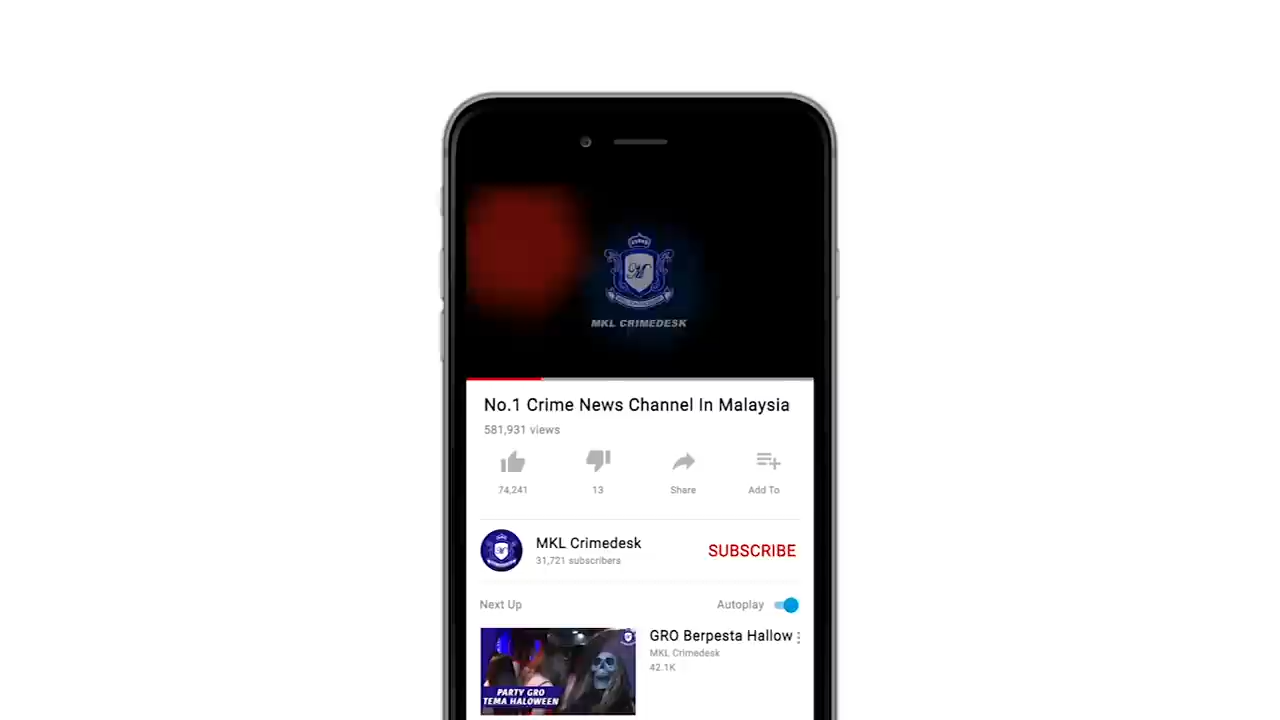 M
MKL CRIMEDESK
No.1 Crime News Channel In Malaysia
581,931 views
74,241
13
Share
Add To
MKL Crimedesk
31,721 subscribers
SUBSCRIBE
Next Up
Autoplay
GRO Berpesta Hallow
MKL Crimedesk
42.1K
PARTY GRO
TEMA HALOWEEN